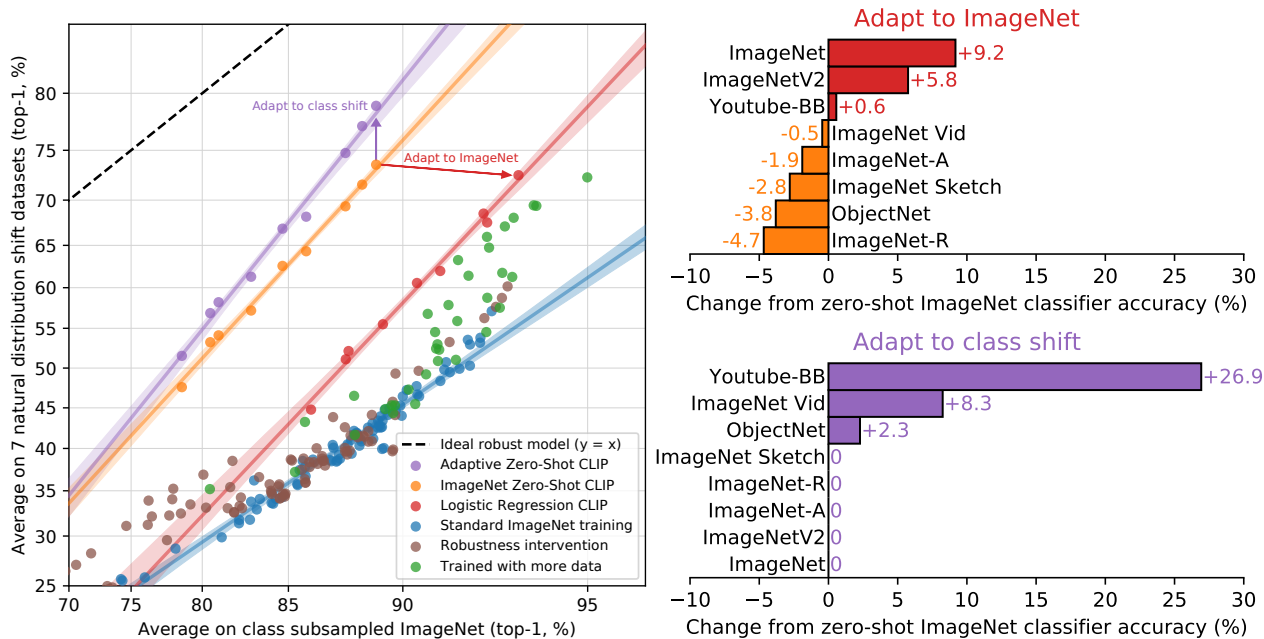 Average on 7 natural distribution shift datasets (top-1, %)
80
75
70
65
60
55
50
45
40
35
30
25
Adapt to class shift
Adapt to ImageNet
Ideal robust model (y = x)
Adaptive Zero-Shot CLIP
ImageNet Zero-Shot CLIP
Logistic Regression CLIP
Standard ImageNet training
Robustness intervention
Trained with more data
70 75 80 85 90 95
Average on class subsampled ImageNet (top-1, %)
Adapt to ImageNet
ImageNet +9.2
ImageNetV2 +5.8
Youtube-BB +0.6
-0.5 ImageNet Vid
-1.9 ImageNet-A
-2.8 ImageNet Sketch
-3.8 ObjectNet
-4.7 ImageNet-R
−10 −5 0 5 10 15 20 25 30
Change from zero-shot ImageNet classifier accuracy (%)
Adapt to class shift
Youtube-BB +26.9
ImageNet Vid +8.3
ObjectNet +2.3
ImageNet Sketch 0
ImageNet-R 0
ImageNet-A 0
ImageNetV2 0
ImageNet 0
−10 −5 0 5 10 15 20 25 30
Change from zero-shot ImageNet classifier accuracy (%)